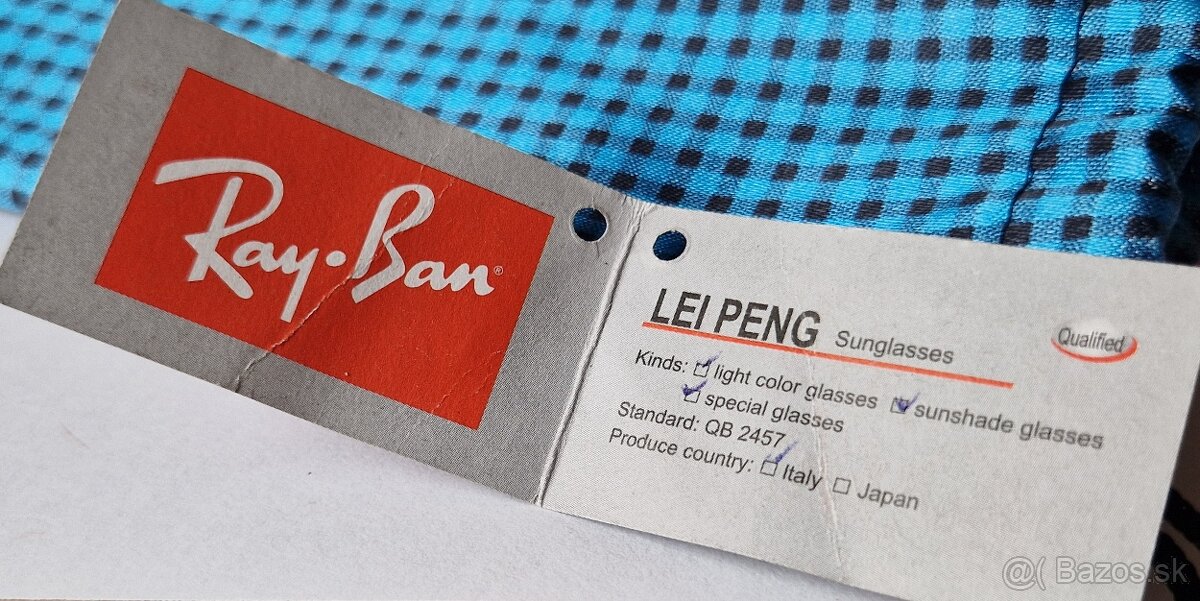 Ray·Ban®
LEI PENG Sunglasses
Qualified
Kinds: light color glasses sunshade glasses
special glasses
Standard: QB 2457
Produce country: Italy Japan
@( Bazos.sk